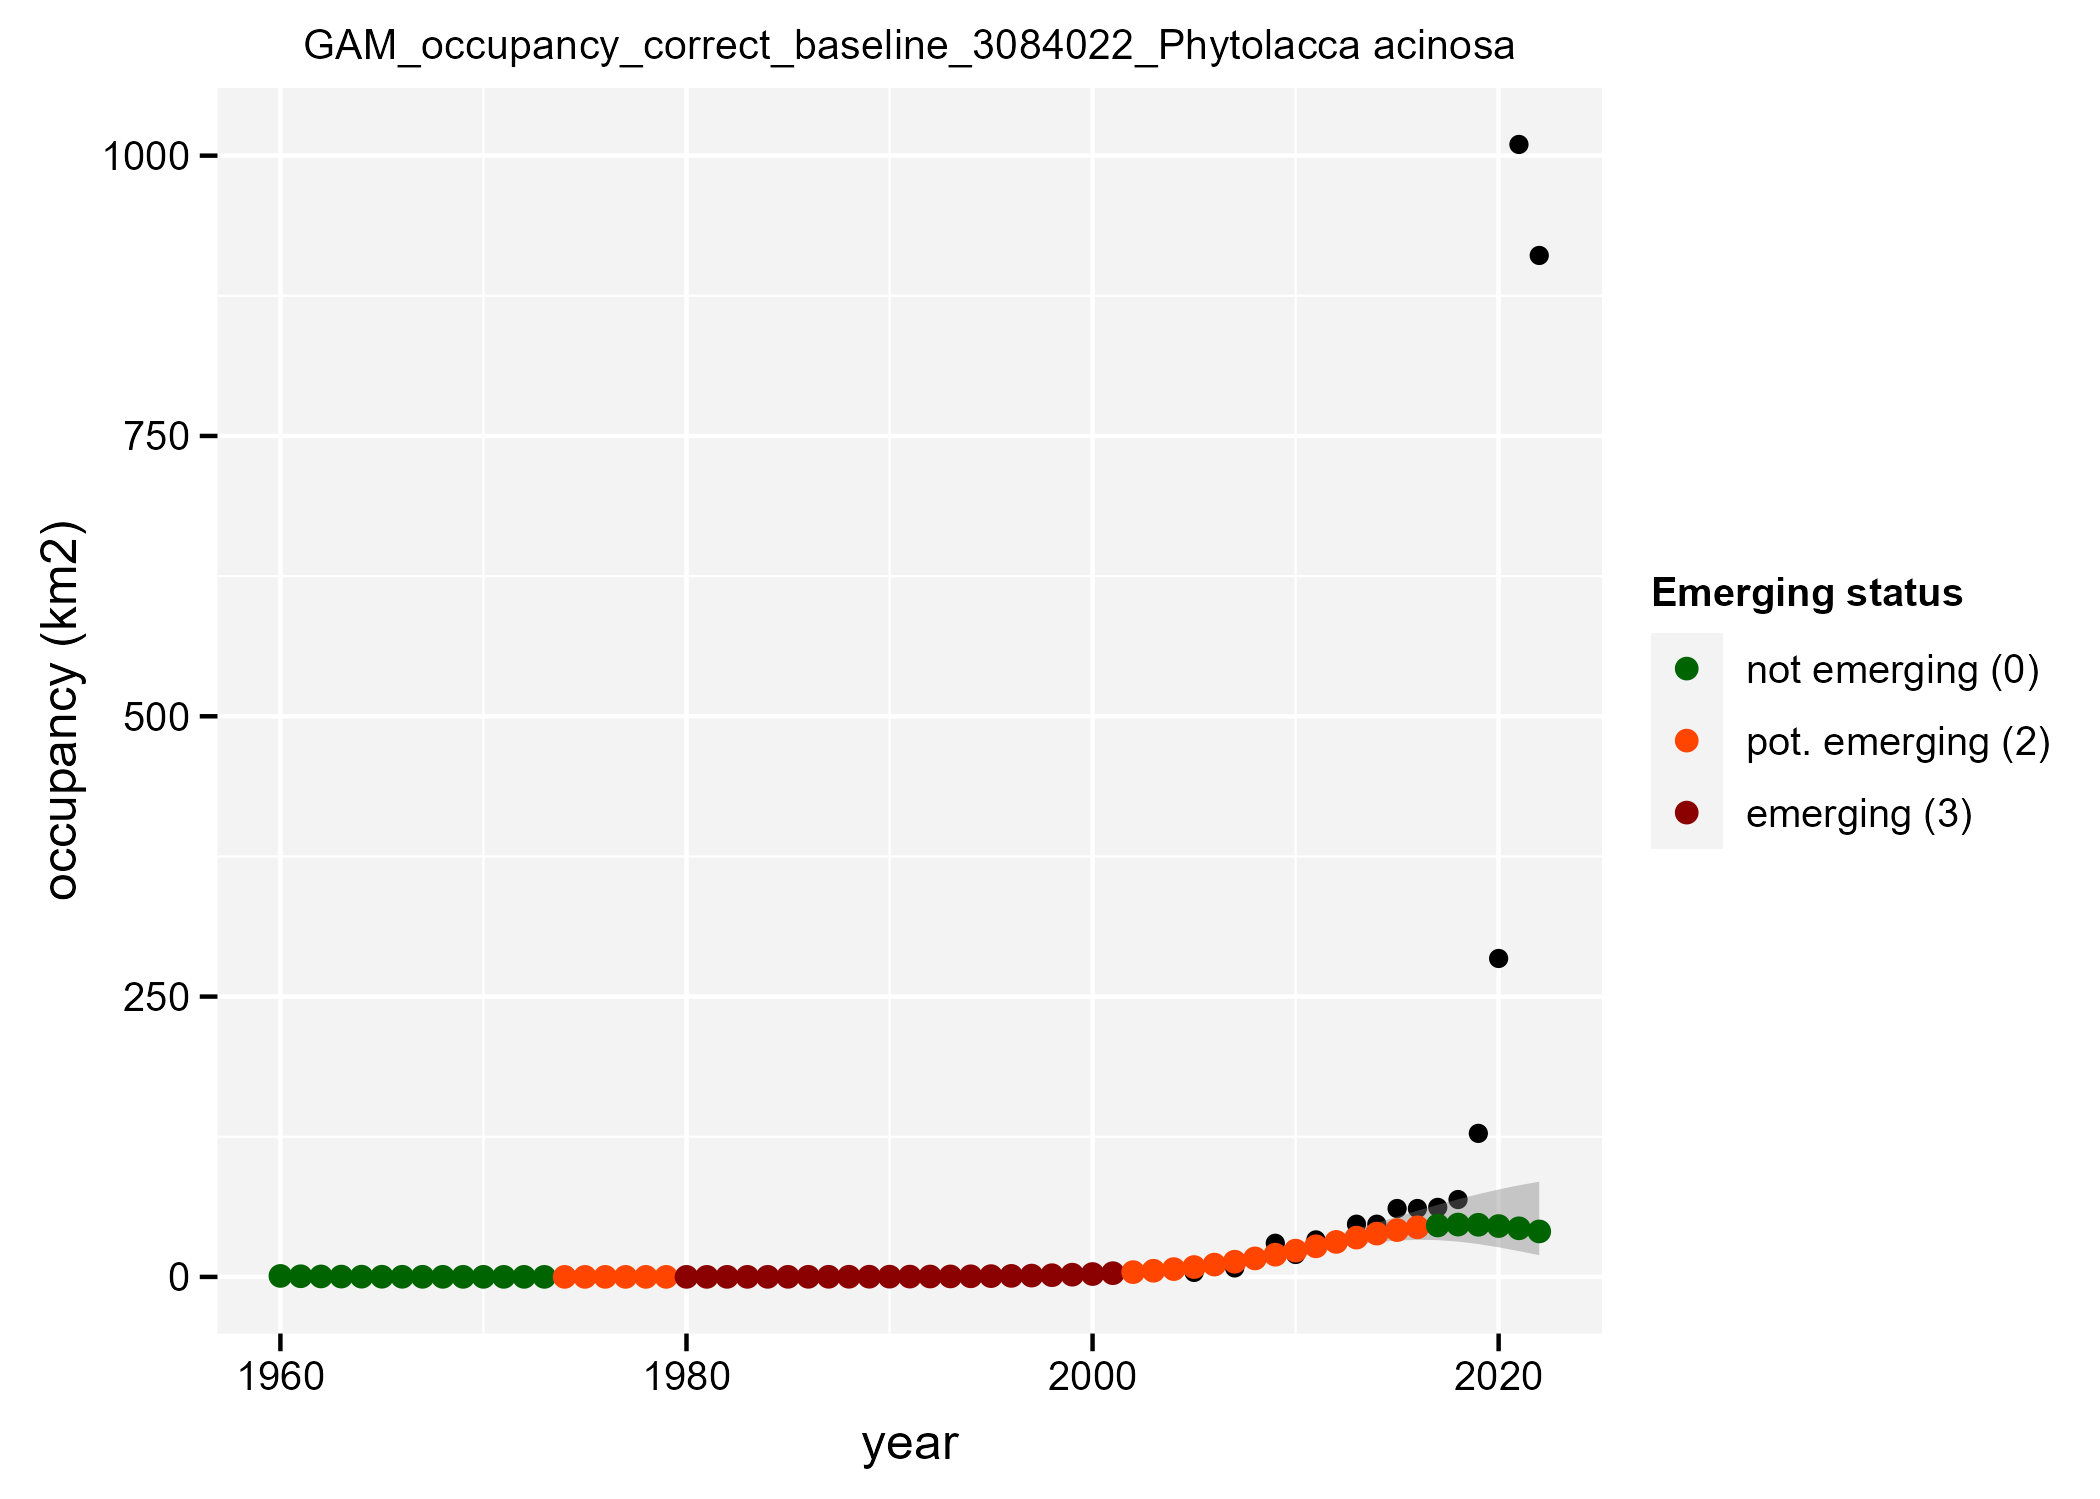 GAM_occupancy_correct_baseline_3084022_Phytolacca acinosa
1000
750
500
250
0
occupancy (km2)
1960
1980
2000
2020
year
Emerging status
not emerging (0)
pot. emerging (2)
emerging (3)